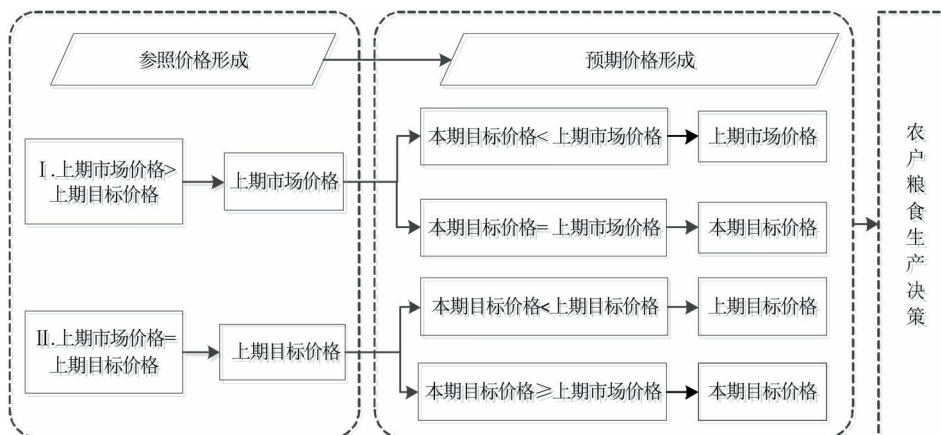 参照价格形成
预期价格形成
Ⅰ.上期市场价格>
上期目标价格
上期市场价格
本期目标价格< 上期市场价格
上期市场价格
本期目标价格= 上期市场价格
本期目标价格
Ⅱ.上期市场价格=
上期目标价格
上期目标价格
本期目标价格<上期目标价格
上期目标价格
本期目标价格≥上期市场价格
本期目标价格
农户粮食生产决策